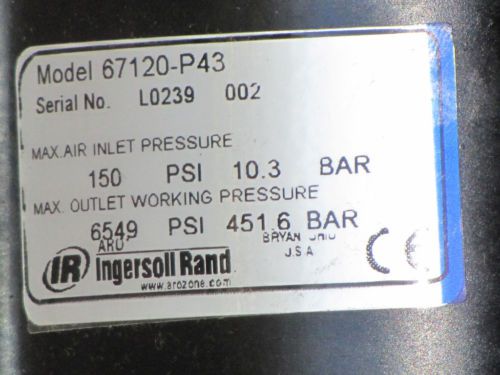 Model 67120-P43
Serial No. L0239 002
MAX.AIR INLET PRESSURE
150 PSI 10.3 BAR
MAX. OUTLET WORKING PRESSURE
6549 PSI 451.6 BAR
ARO
BRYAN OHIO
U.S.A
IR Ingersoll Rand
www.arozone.com
CE